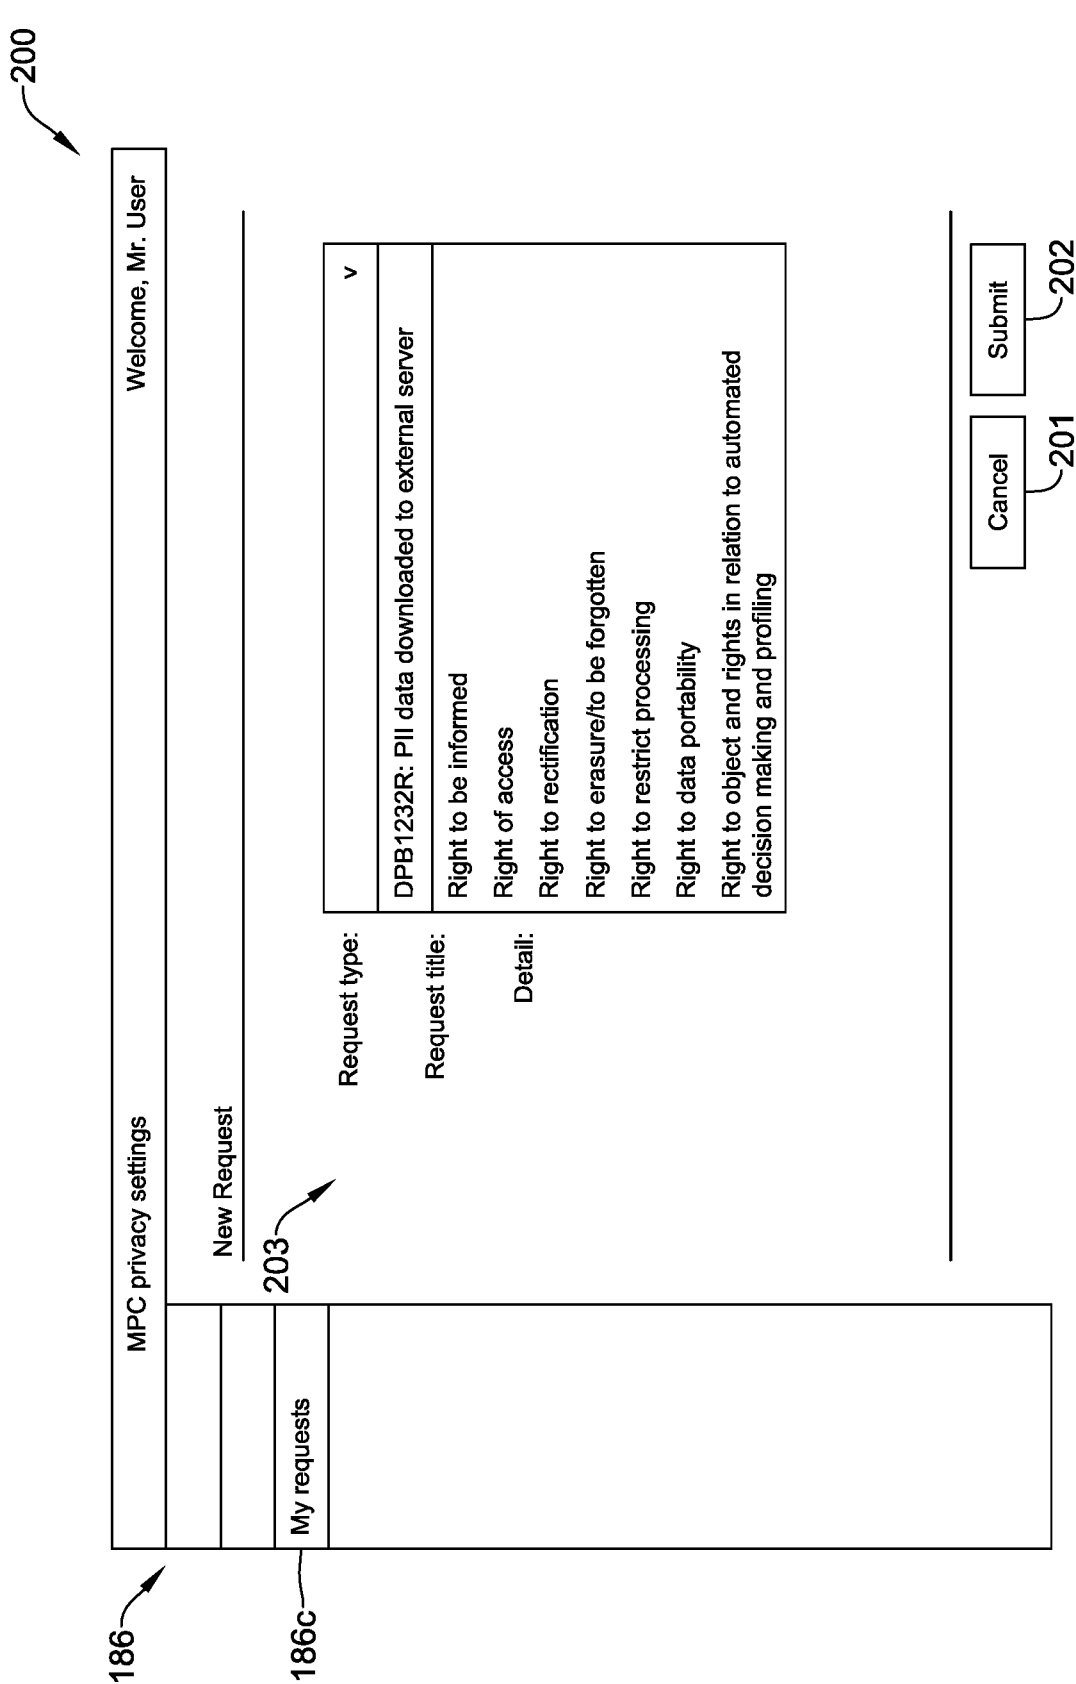 200
186
MPC privacy settings
Welcome, Mr. User
New Request
186c
My requests
203
Request type:
v
Request title:
DPB1232R: PII data downloaded to external server
Detail:
Right to be informed
Right of access
Right to rectification
Right to erasure/to be forgotten
Right to restrict processing
Right to data portability
Right to object and rights in relation to automated
decision making and profiling
Cancel
Submit
201
202